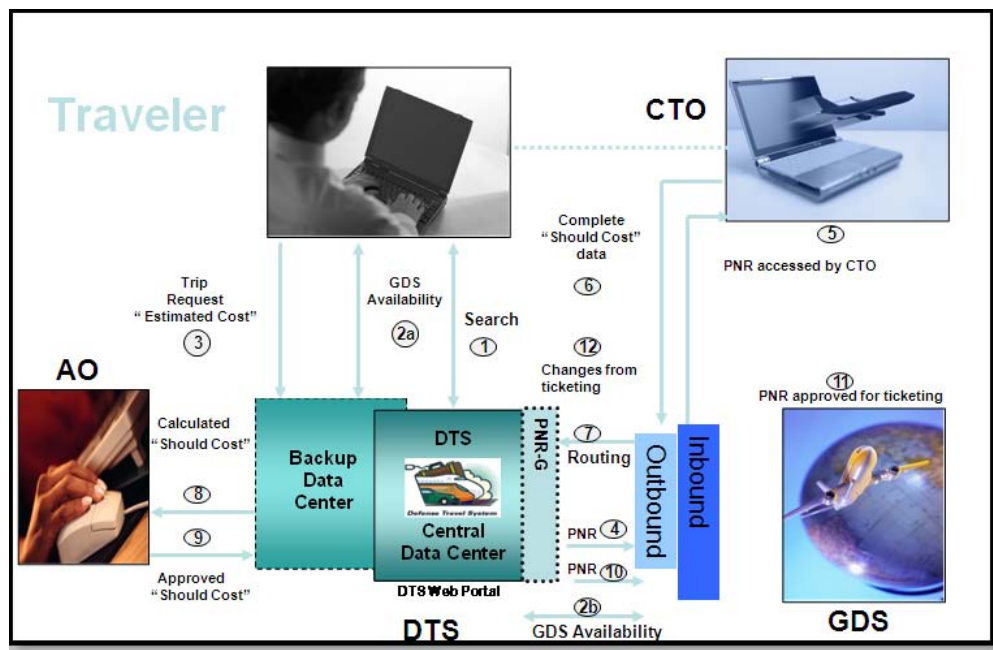 Traveler
CTO
Complete
"Should Cost"
data
6
5
PNR accessed by CTO
Trip
Request
"Estimated Cost"
3
GDS
Availability
2a
Search
1
12
Changes from
ticketing
11
PNR approved for ticketing
AO
Calculated
"Should Cost"
8
9
Approved
"Should Cost"
Backup
Data
Center
DTS
Defense Travel System
Central
Data Center
DTS Web Portal
DTS
PNR-G
7
Routing
PNR 4
PNR 10
2b
GDS Availability
Outbound
Inbound
GDS